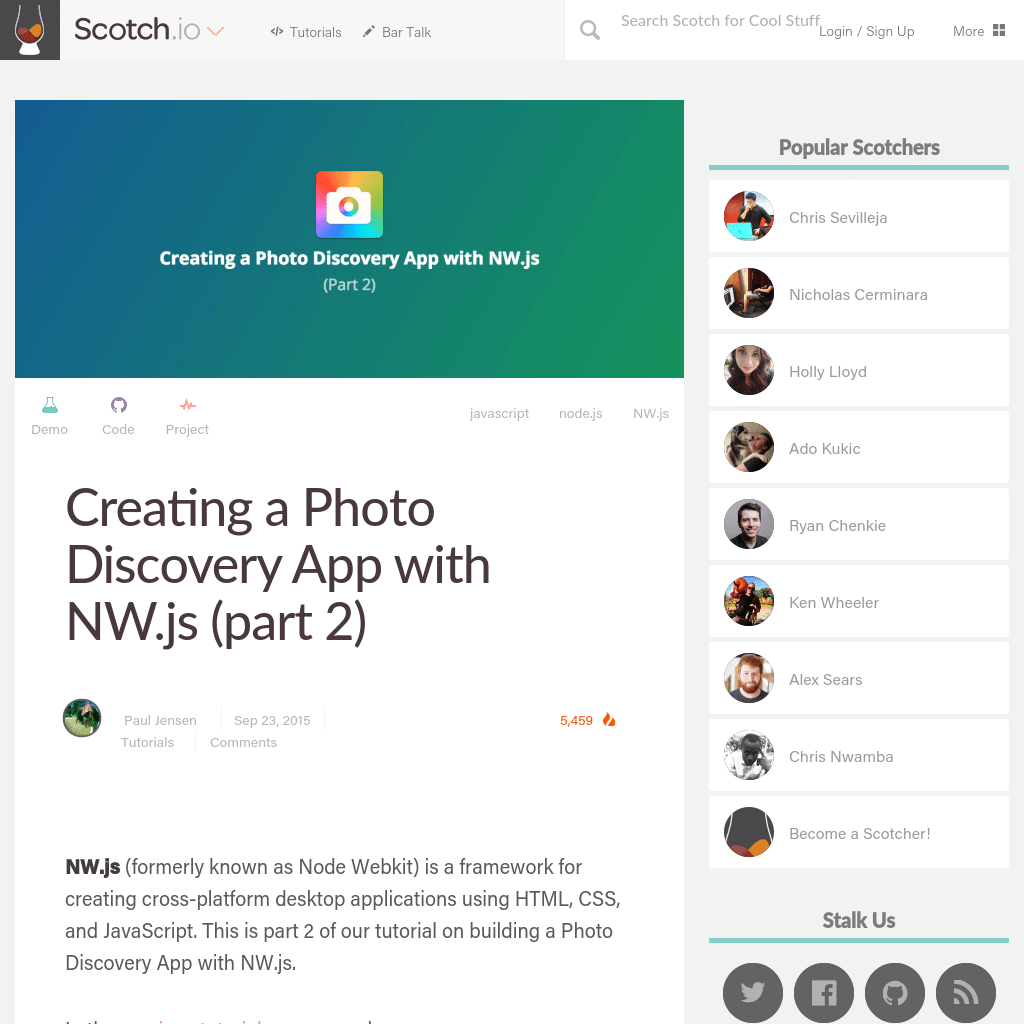 Scotch.io
Tutorials
Bar Talk
Search Scotch for Cool Stuff
Login / Sign Up
More
Creating a Photo Discovery App with NW.js
(Part 2)
Demo
Code
Project
javascript
node.js
NW.js
Creating a Photo
Discovery App with
NW.js (part 2)
Paul Jensen
Sep 23, 2015
5,459
Tutorials
Comments
NW.js (formerly known as Node Webkit) is a framework for
creating cross-platform desktop applications using HTML, CSS,
and JavaScript. This is part 2 of our tutorial on building a Photo
Discovery App with NW.js.
Popular Scotchers
Chris Sevilleja
Nicholas Cerminara
Holly Lloyd
Ado Kukic
Ryan Chenkie
Ken Wheeler
Alex Sears
Chris Nwamba
Become a Scotcher!
Stalk Us